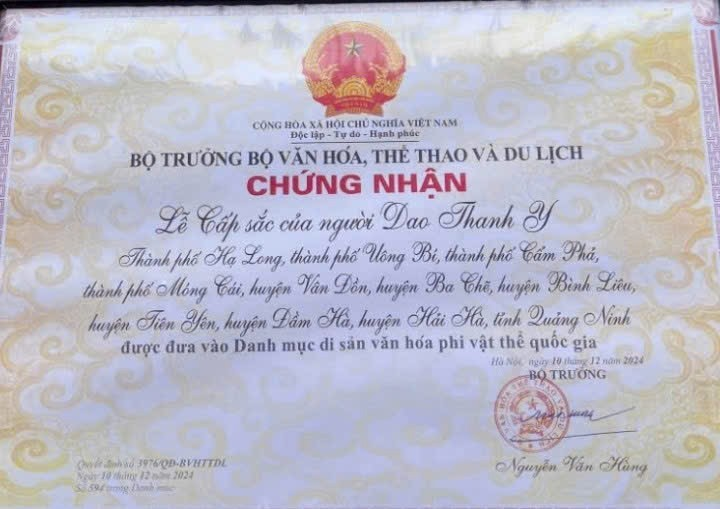 CỘNG HÒA XÃ HỘI CHỦ NGHĨA VIỆT NAM
Độc lập - Tự do - Hạnh phúc
BỘ TRƯỞNG BỘ VĂN HÓA, THỂ THAO VÀ DU LỊCH
CHỨNG NHẬN
Lễ Cấp sắc của người Dao Thanh Y
Thành phố Hạ Long, thành phố Uông Bí, thành phố Cẩm Phả,
thành phố Móng Cái, huyện Vân Đồn, huyện Ba Chẽ, huyện Bình Liêu,
huyện Tiên Yên, huyện Đầm Hà, huyện Hải Hà, tỉnh Quảng Ninh
được đưa vào Danh mục di sản văn hóa phi vật thể quốc gia
Hà Nội, ngày 10 tháng 12 năm 2024
BỘ TRƯỞNG
Nguyễn Văn Hùng
Quyết định số 3976/QĐ-BVHTTDL
Ngày 10 tháng 12 năm 2024
Số 594 trong Danh mục